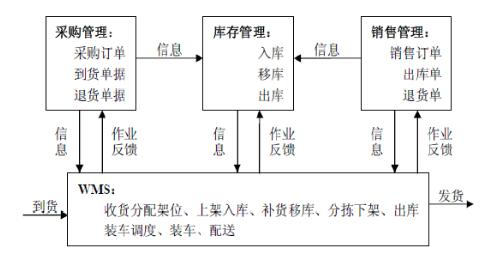 采购管理：
采购订单
到货单据
退货单据
信息
库存管理：
入库
移库
出库
信息
销售管理：
销售订单
出库单
退货单
信息
作业
反馈
信息
作业
反馈
信息
作业
反馈
到货
WMS：
收货分配架位、上架入库、补货移库、分拣下架、出库
装车调度、装车、配送
发货